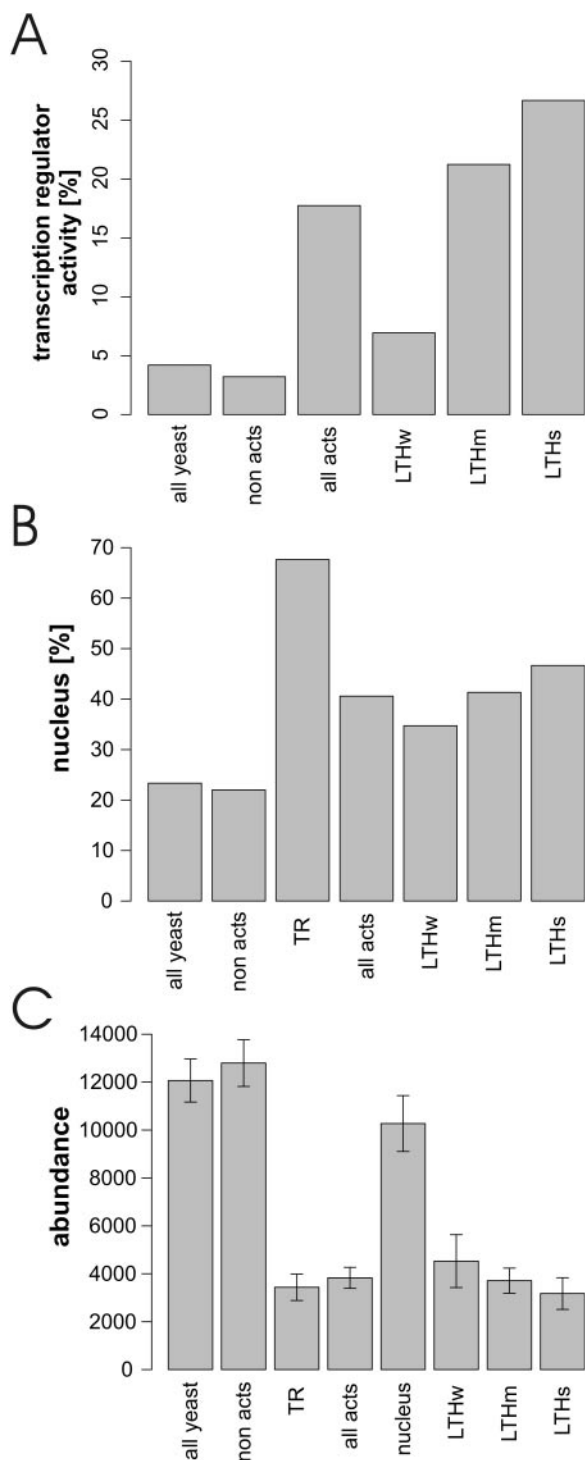 A
transcription regulator
activity [%]
30
25
20
15
10
5
0
all yeast
non acts
all acts
LTHw
LTHm
LTHs
B
nucleus [%]
70
60
50
40
30
20
10
0
all yeast
non acts
TR
all acts
LTHw
LTHm
LTHs
C
abundance
14000
12000
10000
8000
6000
4000
2000
0
all yeast
non acts
TR
all acts
nucleus
LTHw
LTHm
LTHs